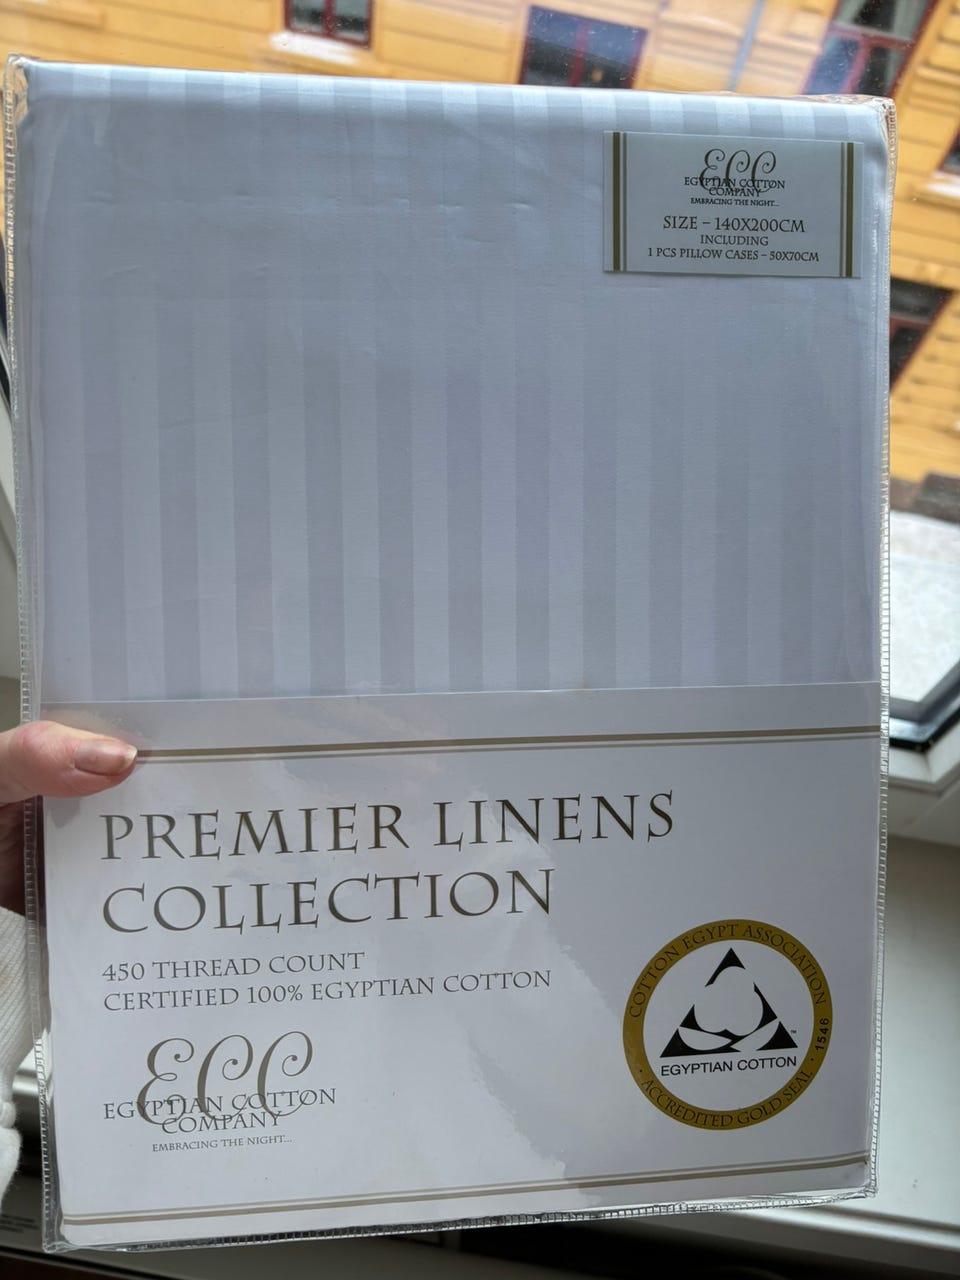 ECC
EGYPTIAN COTTON
COMPANY
EMBRACING THE NIGHT...
SIZE – 140X200CM
INCLUDING
1 PCS PILLOW CASES – 50X70CM
PREMIER LINENS
COLLECTION
450 THREAD COUNT
CERTIFIED 100% EGYPTIAN COTTON
ECC
EGYPTIAN COTTON
COMPANY
EMBRACING THE NIGHT...
COTTON EGYPT ASSOCIATION
· 1546 ·
™
EGYPTIAN COTTON
ACCREDITED GOLD SEAL